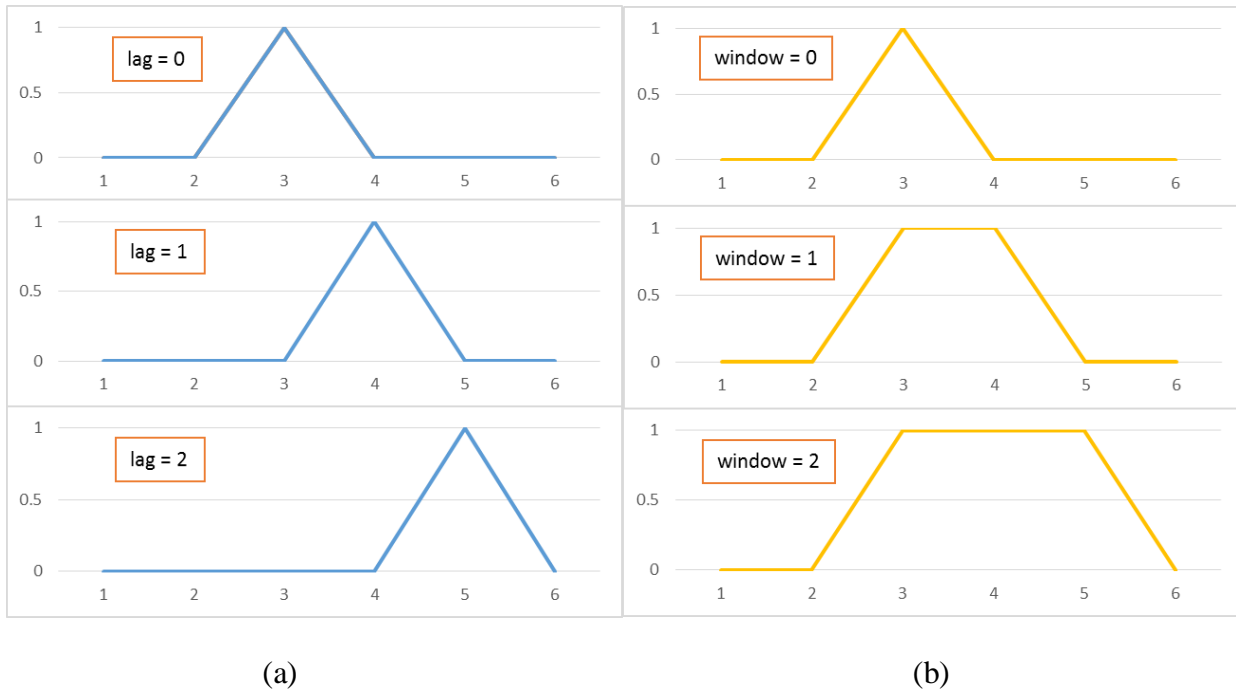 1
lag = 0
0.5
0
1 2 3 4 5 6
1
lag = 1
0.5
0
1 2 3 4 5 6
1
lag = 2
0.5
0
1 2 3 4 5 6
(a)
1
window = 0
0.5
0
1 2 3 4 5 6
1
window = 1
0.5
0
1 2 3 4 5 6
1
window = 2
0.5
0
1 2 3 4 5 6
(b)